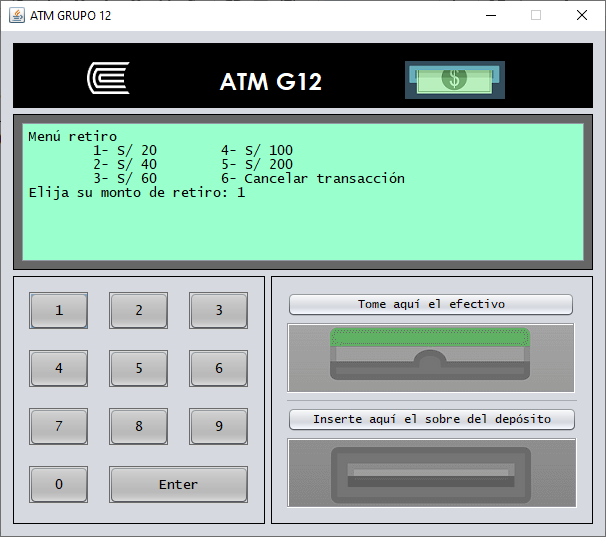 ATM GRUPO 12
ATM G12
$
Menú retiro
1- S/ 20 4- S/ 100
2- S/ 40 5- S/ 200
3- S/ 60 6- Cancelar transacción
Elija su monto de retiro: 1
1 2 3
4 5 6
7 8 9
0 Enter
Tome aquí el efectivo
Inserte aquí el sobre del depósito